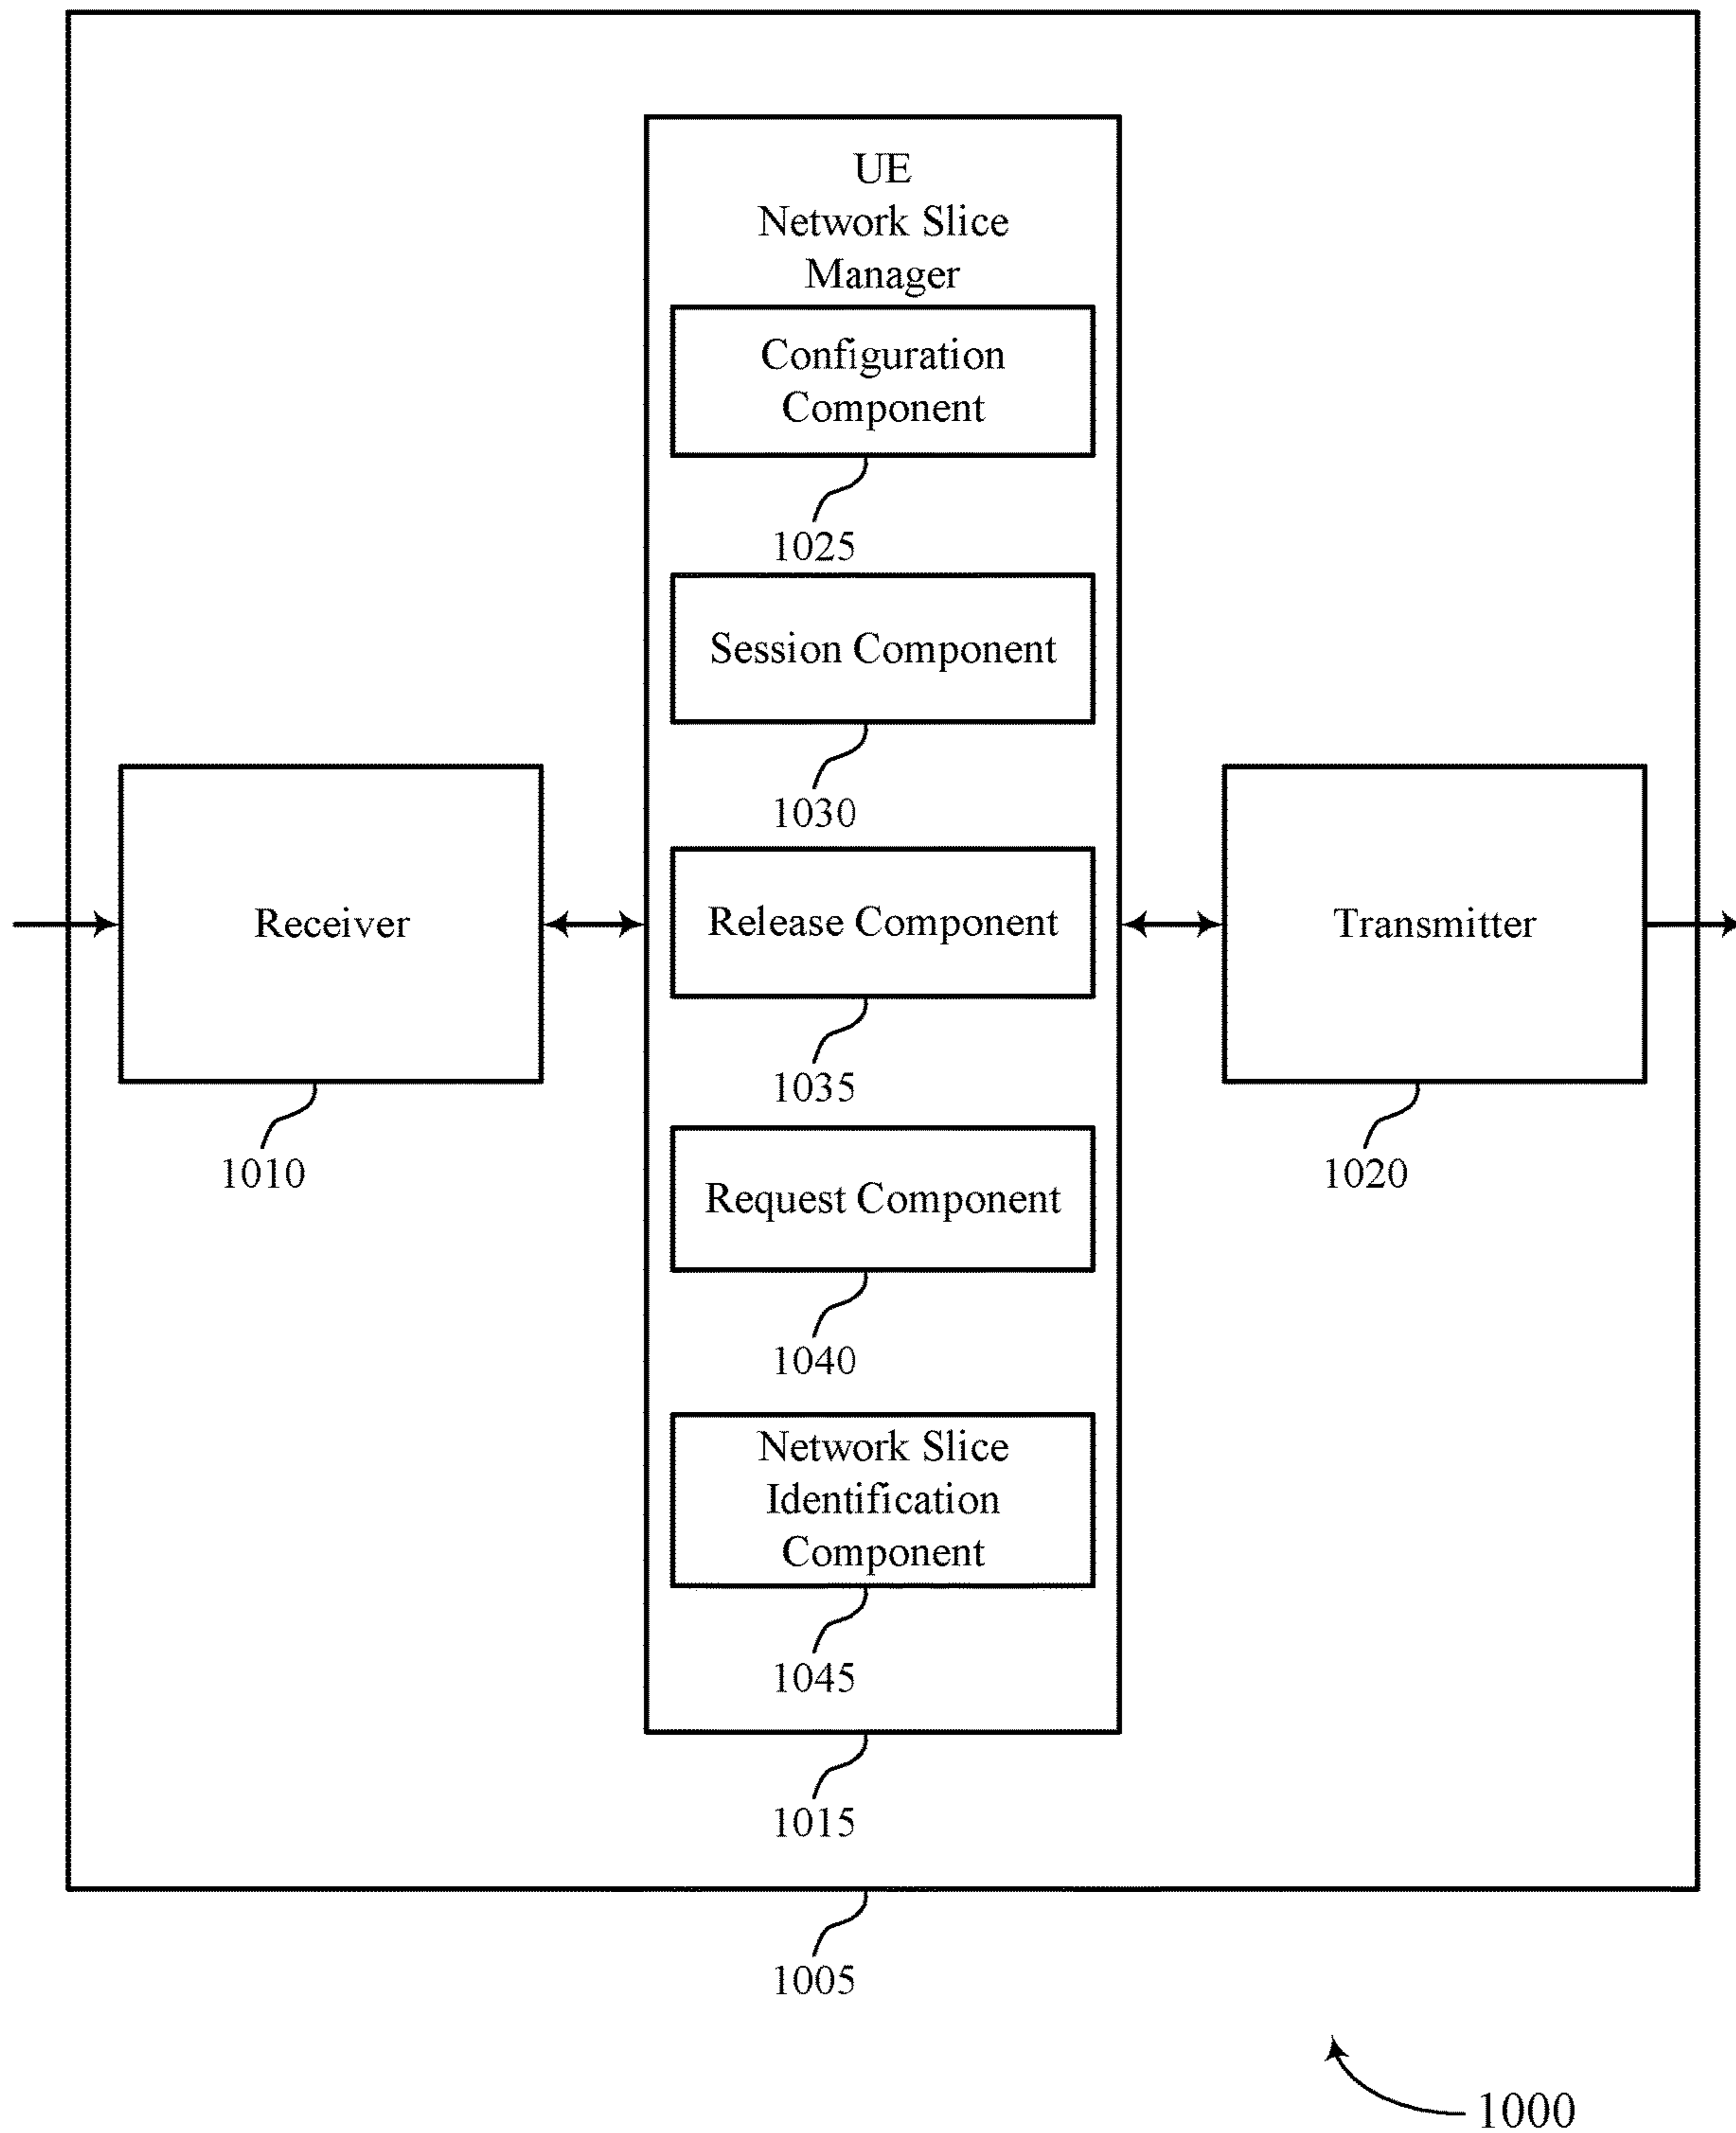 UE
Network Slice
Manager
Configuration
Component
1025
Session Component
1030
Receiver
1010
Release Component
1035
Transmitter
1020
Request Component
1040
Network Slice
Identification
Component
1045
1015
1005
1000